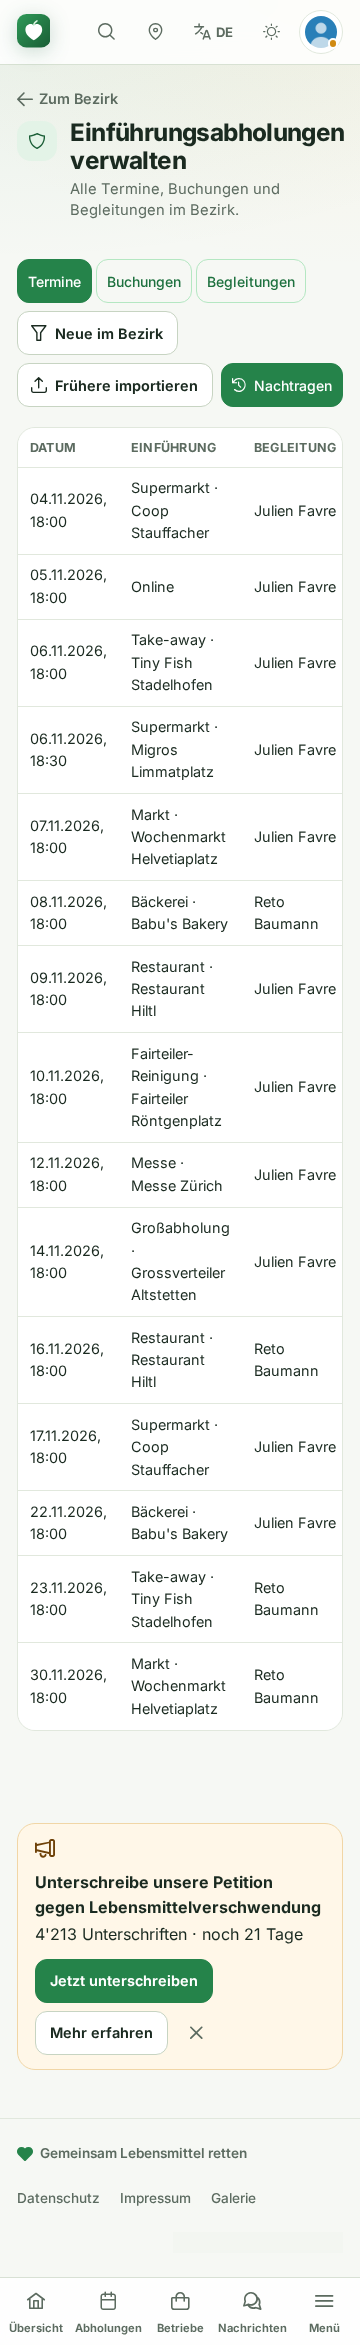 DE
Zum Bezirk
Einführungsabholungen
verwalten
Alle Termine, Buchungen und
Begleitungen im Bezirk.
Termine
Buchungen
Begleitungen
Neue im Bezirk
Frühere importieren
Nachtragen
DATUM EINFÜHRUNG BEGLEITUNG
04.11.2026,
18:00
Supermarkt ·
Coop
Stauffacher
Julien Favre
05.11.2026,
18:00
Online
Julien Favre
06.11.2026,
18:00
Take-away ·
Tiny Fish
Stadelhofen
Julien Favre
06.11.2026,
18:30
Supermarkt ·
Migros
Limmatplatz
Julien Favre
07.11.2026,
18:00
Markt ·
Wochenmarkt
Helvetiaplatz
Julien Favre
08.11.2026,
18:00
Bäckerei ·
Babu's Bakery
Reto
Baumann
09.11.2026,
18:00
Restaurant ·
Restaurant
Hiltl
Julien Favre
10.11.2026,
18:00
Fairteiler-
Reinigung ·
Fairteiler
Röntgenplatz
Julien Favre
12.11.2026,
18:00
Messe ·
Messe Zürich
Julien Favre
14.11.2026,
18:00
Großabholung
·
Grossverteiler
Altstetten
Julien Favre
16.11.2026,
18:00
Restaurant ·
Restaurant
Hiltl
Reto
Baumann
17.11.2026,
18:00
Supermarkt ·
Coop
Stauffacher
Julien Favre
22.11.2026,
18:00
Bäckerei ·
Babu's Bakery
Julien Favre
23.11.2026,
18:00
Take-away ·
Tiny Fish
Stadelhofen
Reto
Baumann
30.11.2026,
18:00
Markt ·
Wochenmarkt
Helvetiaplatz
Reto
Baumann
Unterschreibe unsere Petition
gegen Lebensmittelverschwendung
4'213 Unterschriften · noch 21 Tage
Jetzt unterschreiben
Mehr erfahren
Gemeinsam Lebensmittel retten
Datenschutz Impressum Galerie
Übersicht Abholungen Betriebe Nachrichten Menü